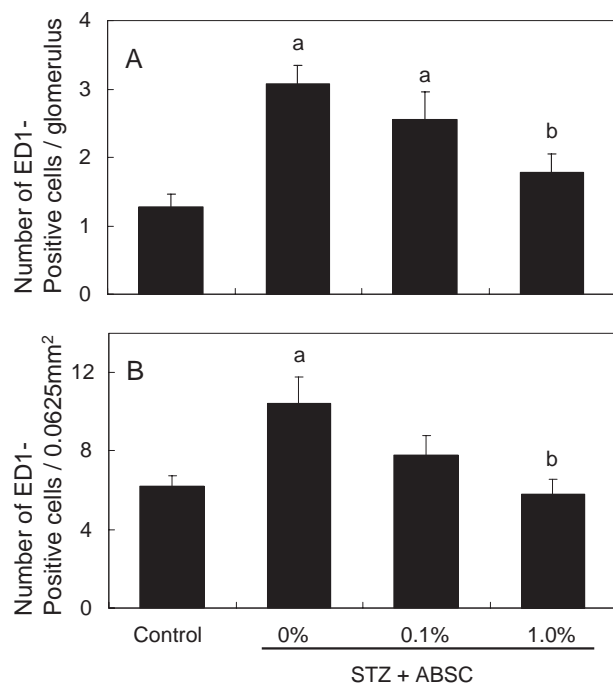 A
Number of ED1-
Positive cells / glomerulus
4
3
2
1
0
a
a
b
B
Number of ED1-
Positive cells / 0.0625mm²
12
8
4
0
a
b
Control
0%
0.1%
1.0%
STZ + ABSC